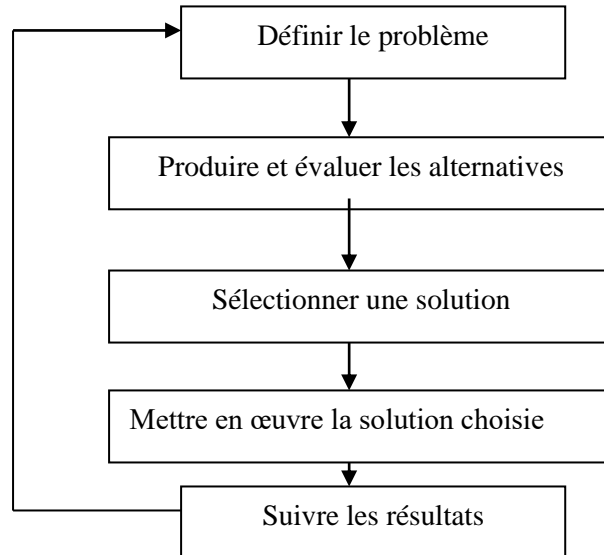 Définir le problème
Produire et évaluer les alternatives
Sélectionner une solution
Mettre en œuvre la solution choisie
Suivre les résultats